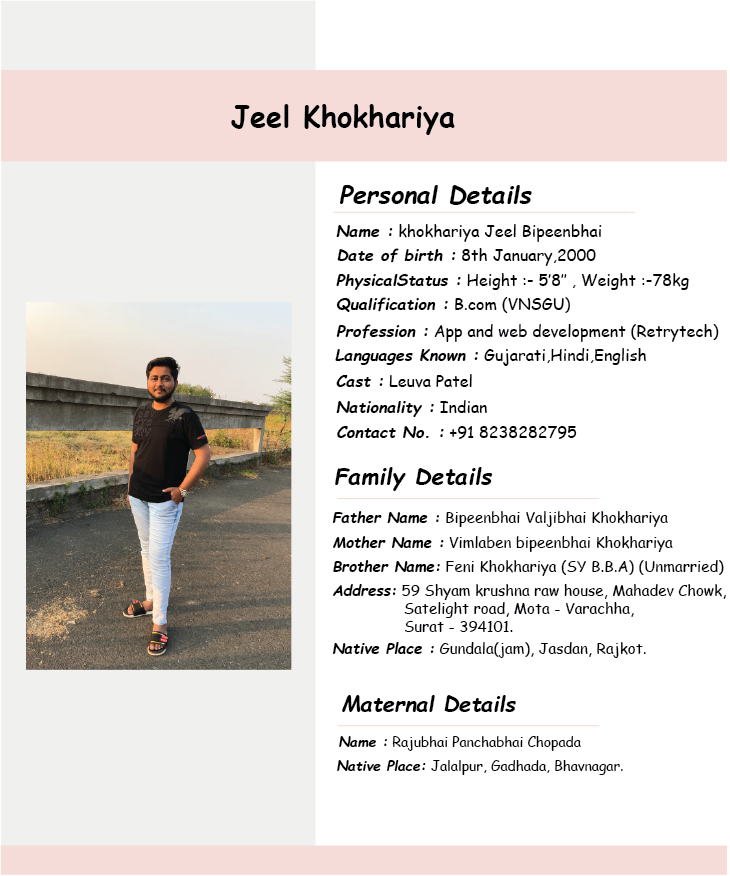 Jeel Khokhariya
Personal Details
Name : khokhariya Jeel Bipeenbhai
Date of birth : 8th January,2000
PhysicalStatus : Height :- 5'8" , Weight :-78kg
Qualification : B.com (VNSGU)
Profession : App and web development (Retrytech)
Languages Known : Gujarati,Hindi,English
Cast : Leuva Patel
Nationality : Indian
Contact No. : +91 8238282795
Family Details
Father Name : Bipeenbhai Valjibhai Khokhariya
Mother Name : Vimlaben bipeenbhai Khokhariya
Brother Name: Feni Khokhariya (SY B.B.A) (Unmarried)
Address: 59 Shyam krushna raw house, Mahadev Chowk,
Satelight road, Mota - Varachha,
Surat - 394101.
Native Place : Gundala(jam), Jasdan, Rajkot.
Maternal Details
Name : Rajubhai Panchabhai Chopada
Native Place: Jalalpur, Gadhada, Bhavnagar.